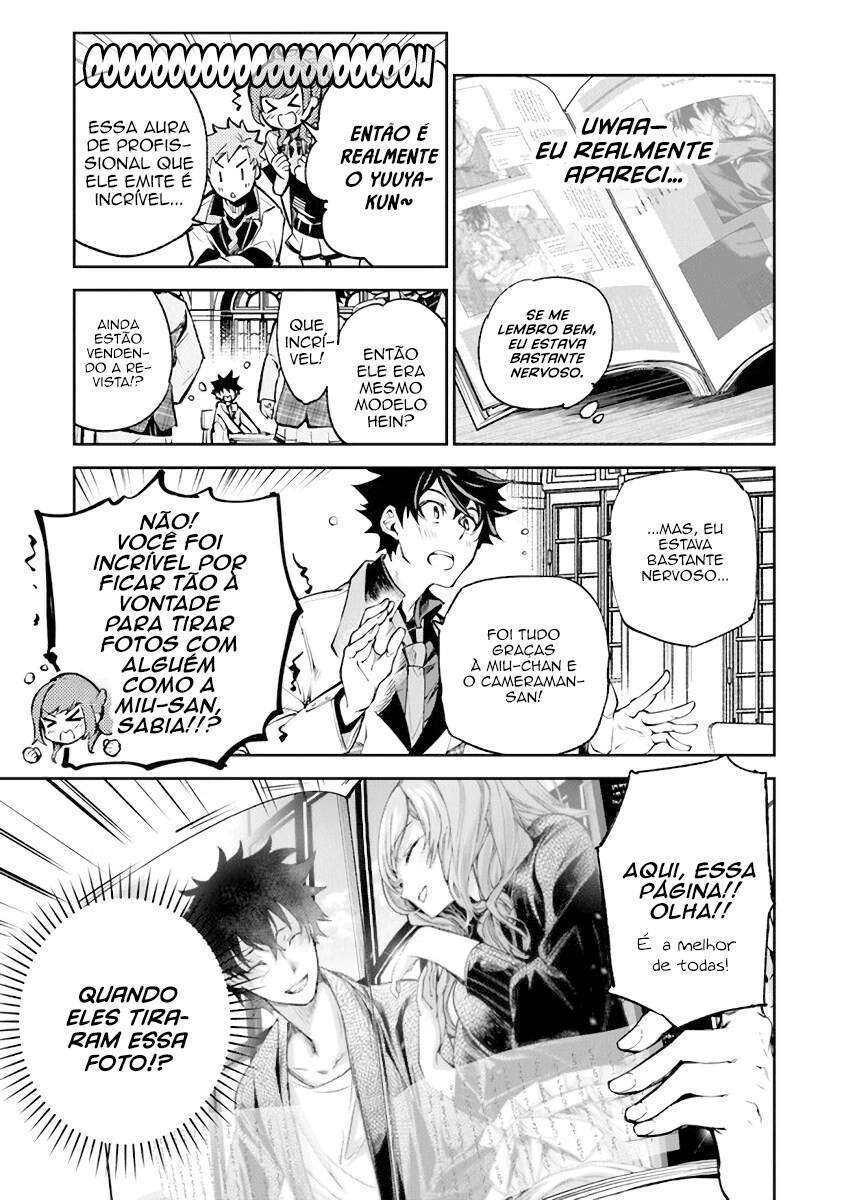 UWAA—
EU REALMENTE
APARECI...
SE ME
LEMBRO BEM,
EU ESTAVA
BASTANTE
NERVOSO.
OOOOOOOOOOOOOOOOOOOOOH
ENTÃO É
REALMENTE
O YUUYA-
KUN~
ESSA AURA
DE PROFIS-
SIONAL QUE
ELE EMITE É
INCRÍVEL...
QUE
INCRÍ-
VEL!
ENTÃO
ELE ERA
MESMO
MODELO
HEIN?
AINDA
ESTÃO
VENDEN-
DO A RE-
VISTA!?
...MAS, EU
ESTAVA
BASTANTE
NERVOSO...
FOI TUDO
GRAÇAS
À MIU-CHAN E
O CAMERAMAN-
SAN!
NÃO!
VOCÊ FOI
INCRÍVEL POR
FICAR TÃO À
VONTADE
PARA TIRAR
FOTOS COM
ALGUÉM
COMO A
MIU-SAN,
SABIA!!?
AQUI, ESSA
PÁGINA!!
OLHA!!
É a melhor
de todas!
QUANDO
ELES TIRA-
RAM ESSA
FOTO!?